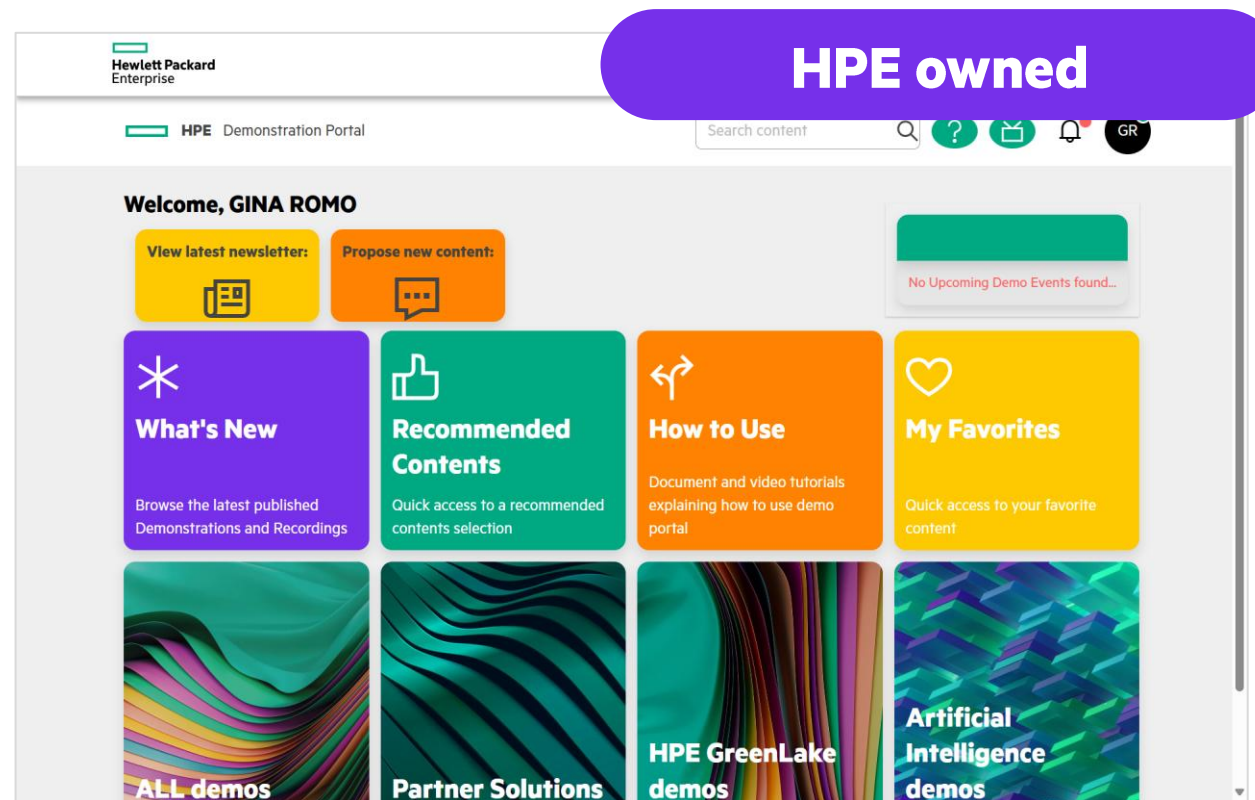 HPE owned
Hewlett Packard
Enterprise
HPE Demonstration Portal
Search content
?
GR
Welcome, GINA ROMO
VIew latest newsletter:
Propose new content:
No Upcoming Demo Events found...
What's New
Browse the latest published
Demonstrations and Recordings
Recommended
Contents
Quick access to a recommended
contents selection
How to Use
Document and video tutorials
explaining how to use demo
portal
My Favorites
Quick access to your favorite
content
ALL demos
Partner Solutions
HPE GreenLake
demos
Artificial
Intelligence
demos